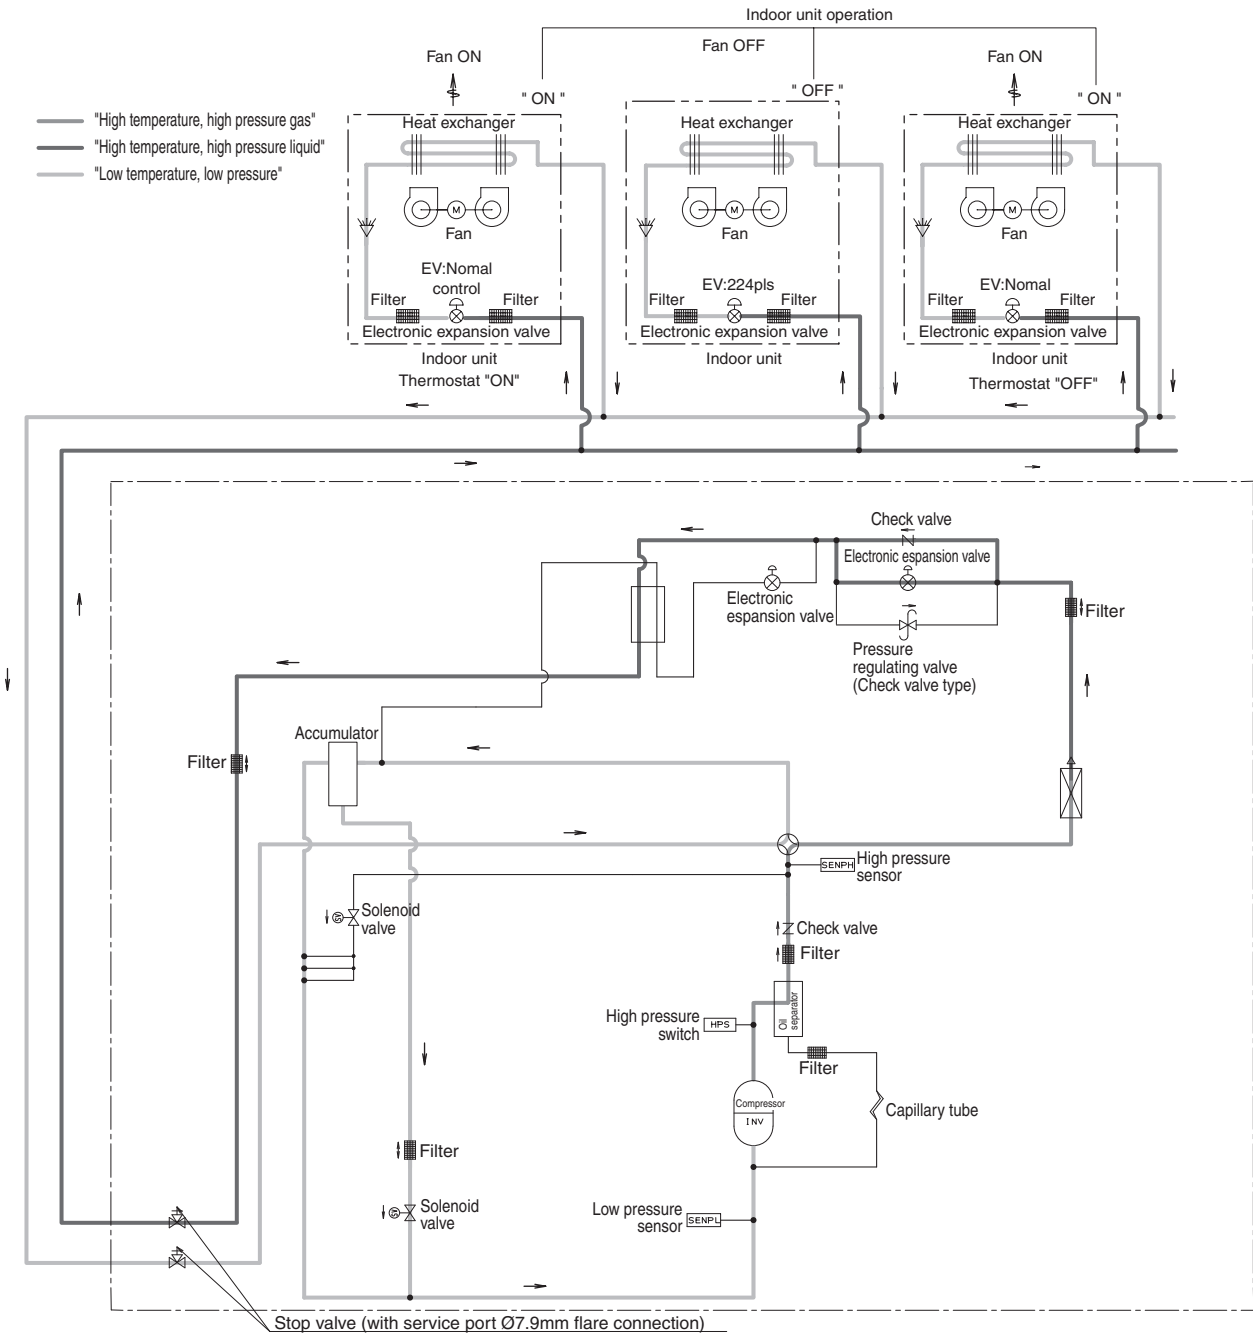 Indoor unit operation
Fan OFF
Fan ON
Fan ON
" ON "
" OFF "
" ON "
"High temperature, high pressure gas"
"High temperature, high pressure liquid"
"Low temperature, low pressure"
Heat exchanger
Heat exchanger
Heat exchanger
M
M
M
Fan
Fan
Fan
EV:Nomal
control
EV:224pls
EV:Nomal
Filter
Filter
Filter
Filter
Filter
Filter
Electronic expansion valve
Electronic expansion valve
Electronic expansion valve
Indoor unit
Indoor unit
Indoor unit
Thermostat "ON"
Thermostat "OFF"
Check valve
Electronic espansion valve
Electronic
espansion valve
Filter
Pressure
regulating valve
(Check valve type)
Accumulator
Filter
SENPH
High pressure
sensor
Solenoid
valve
Check valve
Filter
Oil
separator
High pressure
switch
HPS
Filter
Compressor
INV
Capillary tube
Filter
Solenoid
valve
Low pressure
sensor
SENPL
Stop valve (with service port Ø7.9mm flare connection)